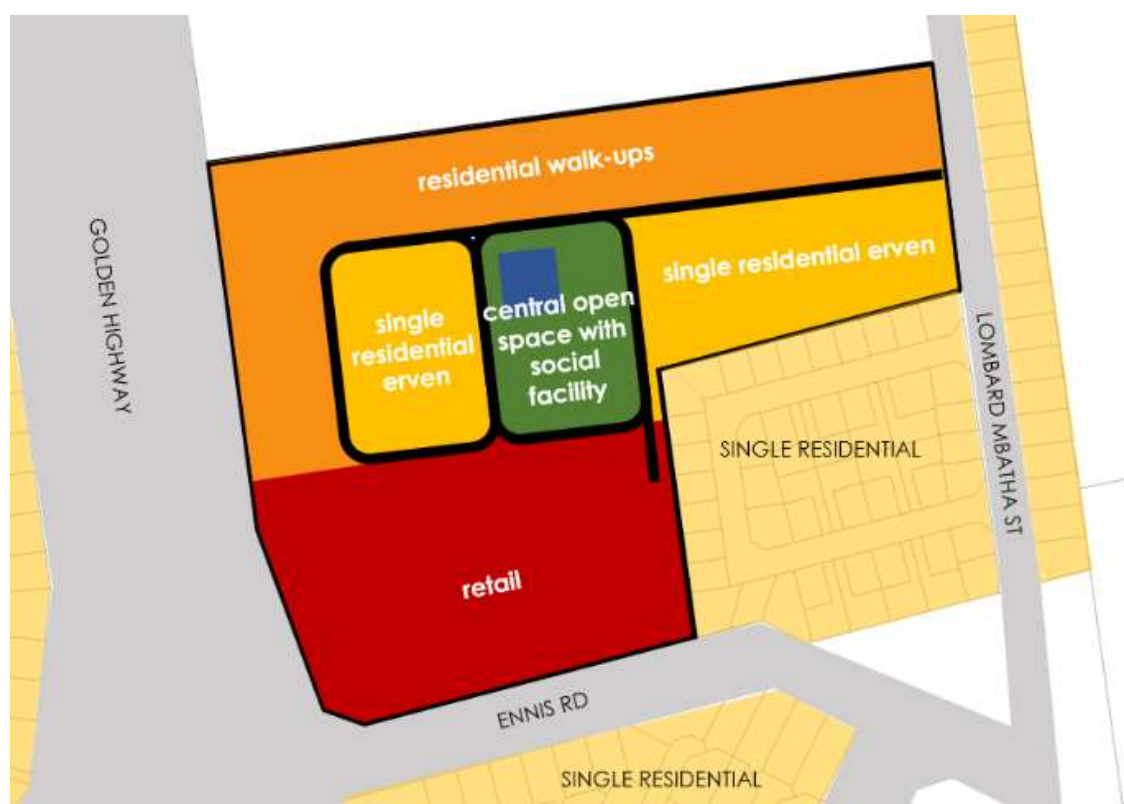 residential walk-ups
GOLDEN HIGHWAY
single residential erven
single
residential
erven
central open
space with
social
facility
LOMBARD MBATHA ST
SINGLE RESIDENTIAL
retail
ENNIS RD
SINGLE RESIDENTIAL